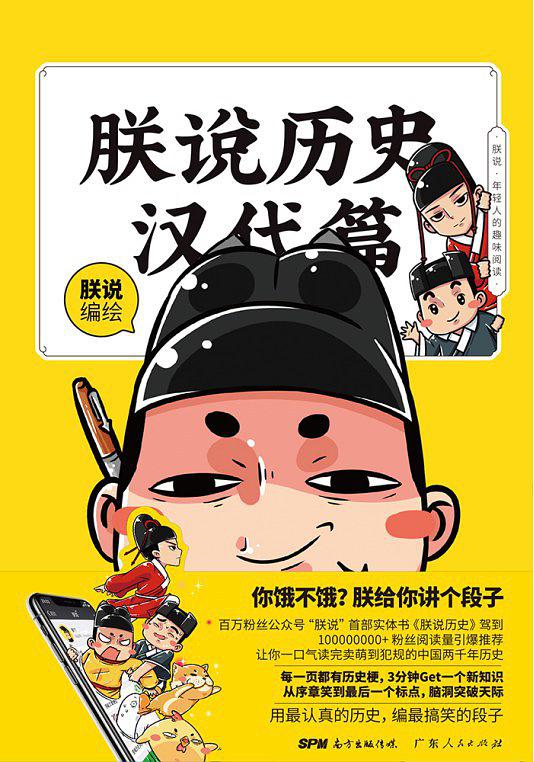 朕说历史
汉代篇
朕说
编绘
·朕说·年轻人的趣味阅读·
你饿不饿？朕给你讲个段子
百万粉丝公众号“朕说”首部实体书《朕说历史》驾到
100000000+ 粉丝阅读量引爆推荐
让你一口气读完萌到犯规的中国两千年历史
每一页都有历史梗，3分钟Get一个新知识
从序章笑到最后一个标点，脑洞突破天际
用最认真的历史，编最搞笑的段子
SPM 南方出版传媒 广东人民出版社